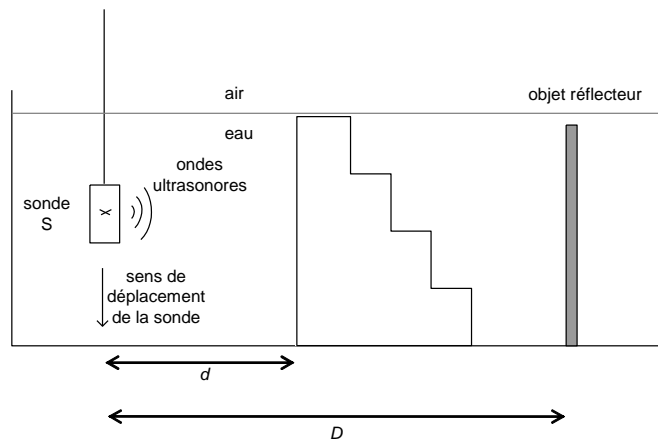 air
objet réflecteur
eau
ondes
ultrasonores
sonde
S
sens de
déplacement
de la sonde
d
D